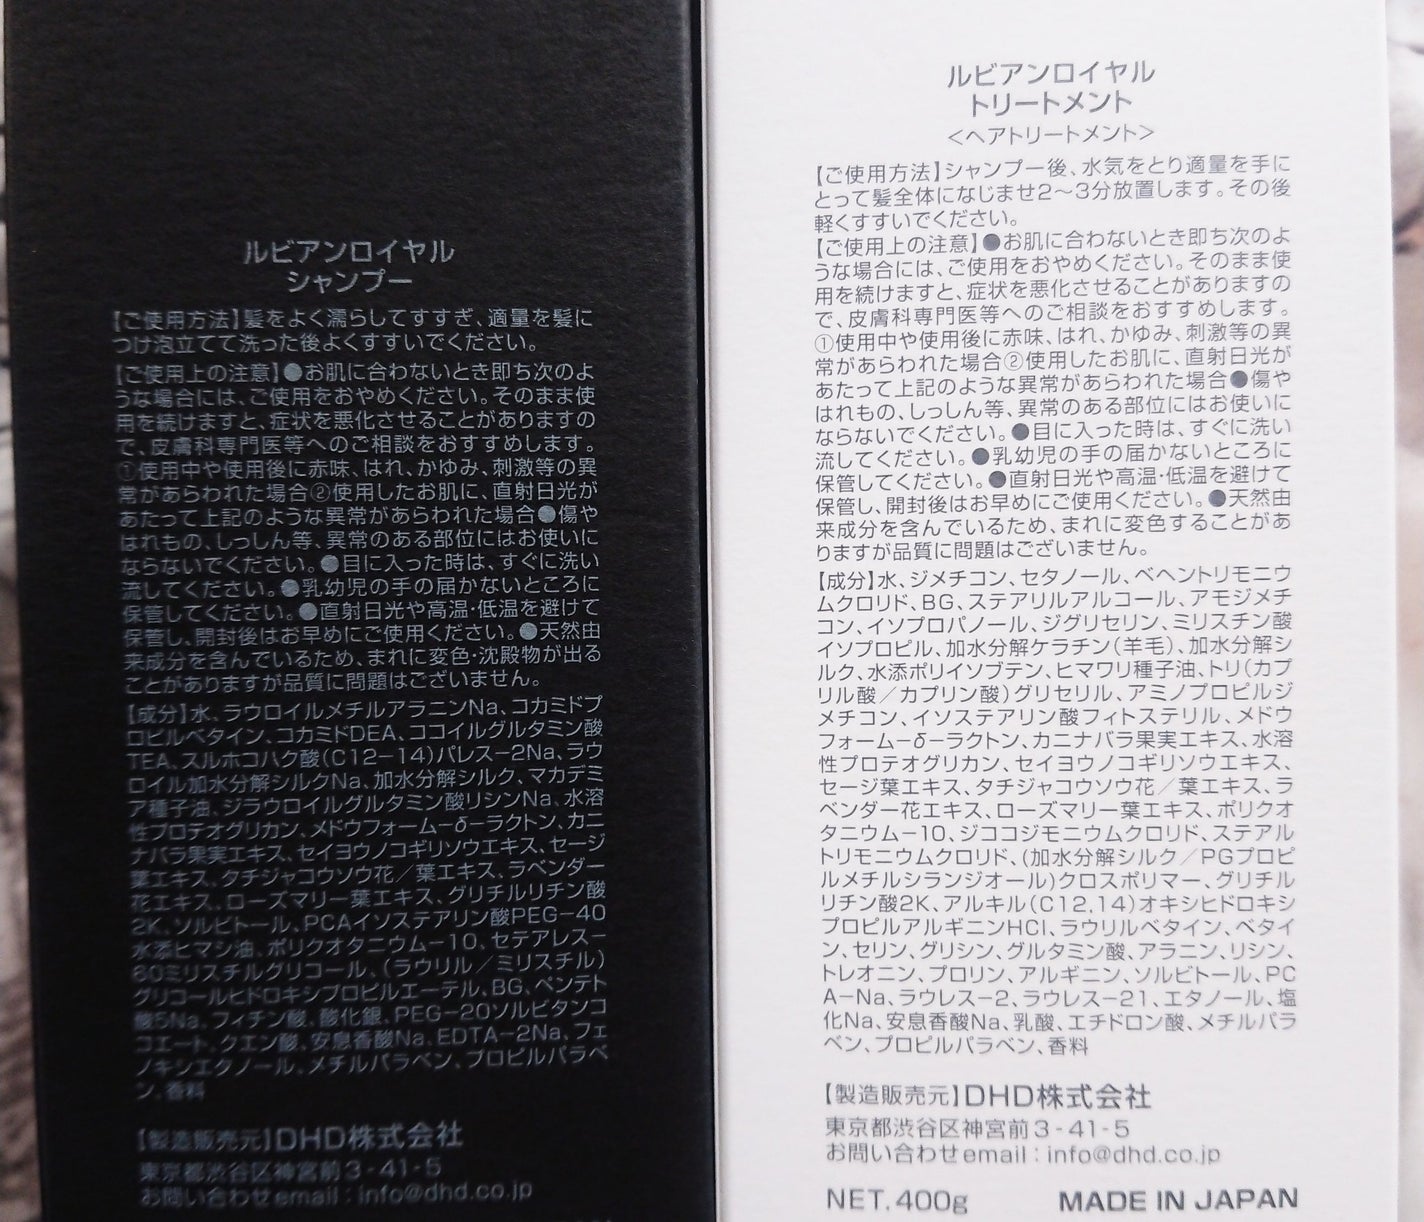 ルビアンロイヤル
シャンプー
【ご使用方法】髪をよく濡らしてすすぎ、適量を髪に
つけ泡立てて洗った後よくすすいでください。
【ご使用上の注意】●お肌に合わないとき即ち次のよ
うな場合には、ご使用をおやめください。そのまま使
用を続けますと、症状を悪化させることがありますの
で、皮膚科専門医等へのご相談をおすすめします。
①使用中や使用後に赤味、はれ、かゆみ、刺激等の異
常があらわれた場合②使用したお肌に、直射日光が
あたって上記のような異常があらわれた場合●傷や
はれもの、しっしん等、異常のある部位にはお使いに
ならないでください。●目に入った時は、すぐに洗い
流してください。●乳幼児の手の届かないところに
保管してください。●直射日光や高温・低温を避けて
保管し、開封後はお早めにご使用ください。●天然由
来成分を含んでいるため、まれに変色・沈殿物が出る
ことがありますが品質に問題はございません。
【成分】水、ラウロイルメチルアラニンNa、コカミドプ
ロピルベタイン、コカミドDEA、ココイルグルタミン酸
TEA、スルホコハク酸(C12-14)パレス-2Na、ラウ
ロイル加水分解シルクNa、加水分解シルク、マカデミ
ア種子油、ジラウロイルグルタミン酸リシンNa、水溶
性プロテオグリカン、メドウフォーム-δ-ラクトン、カニ
ナバラ果実エキス、セイヨウノコギリソウエキス、セージ
葉エキス、タチジャコウソウ花／葉エキス、ラベンダー
花エキス、ローズマリー葉エキス、グリチルリチン酸
2K、ソルビトール、PCAイソステアリン酸PEG-40
水添ヒマシ油、ポリクオタニウム-10、セテアレス-
60ミリスチルグリコール、(ラウリル／ミリスチル)
グリコールヒドロキシプロピルエーテル、BG、ペンテト
酸5Na、フィチン酸、酸化銀、PEG-20ソルビタンコ
コエート、クエン酸、安息香酸Na、EDTA-2Na、フェ
ノキシエタノール、メチルパラベン、プロピルパラベ
ン、香料
【製造販売元】DHD株式会社
東京都渋谷区神宮前3-41-5
お問い合わせemail：info@dhd.co.jp
ルビアンロイヤル
トリートメント
＜ヘアトリートメント＞
【ご使用方法】シャンプー後、水気をとり適量を手に
とって髪全体になじませ2〜3分放置します。その後
軽くすすいでください。
【ご使用上の注意】●お肌に合わないとき即ち次のよ
うな場合には、ご使用をおやめください。そのまま使
用を続けますと、症状を悪化させることがありますの
で、皮膚科専門医等へのご相談をおすすめします。
①使用中や使用後に赤味、はれ、かゆみ、刺激等の異
常があらわれた場合②使用したお肌に、直射日光が
あたって上記のような異常があらわれた場合●傷や
はれもの、しっしん等、異常のある部位にはお使いに
ならないでください。●目に入った時は、すぐに洗い
流してください。●乳幼児の手の届かないところに
保管してください。●直射日光や高温・低温を避けて
保管し、開封後はお早めにご使用ください。●天然由
来成分を含んでいるため、まれに変色することがあ
りますが品質に問題はございません。
【成分】水、ジメチコン、セタノール、ベヘントリモニウ
ムクロリド、BG、ステアリルアルコール、アモジメチ
コン、イソプロパノール、ジグリセリン、ミリスチン酸
イソプロピル、加水分解ケラチン(羊毛)、加水分解シ
ルク、水添ポリイソブテン、ヒマワリ種子油、トリ(カプ
リル酸／カプリン酸)グリセリル、アミノプロピルジ
メチコン、イソステアリン酸フィトステリル、メドウ
フォーム-δ-ラクトン、カニナバラ果実エキス、水溶
性プロテオグリカン、セイヨウノコギリソウエキス、
セージ葉エキス、タチジャコウソウ花／葉エキス、ラ
ベンダー花エキス、ローズマリー葉エキス、ポリクオ
タニウム-10、ジココジモニウムクロリド、ステアル
トリモニウムクロリド、(加水分解シルク／PGプロピ
ルメチルシランジオール)クロスポリマー、グリチル
リチン酸2K、アルキル(C12,14)オキシヒドロキシ
プロピルアルギニンHCl、ラウリルベタイン、ベタイ
ン、セリン、グリシン、グルタミン酸、アラニン、リシン、
トレオニン、プロリン、アルギニン、ソルビトール、PC
A-Na、ラウレス-2、ラウレス-21、エタノール、塩
化Na、安息香酸Na、乳酸、エチドロン酸、メチルパラ
ベン、プロピルパラベン、香料
【製造販売元】DHD株式会社
東京都渋谷区神宮前3-41-5
お問い合わせemail：info@dhd.co.jp
NET.400g MADE IN JAPAN